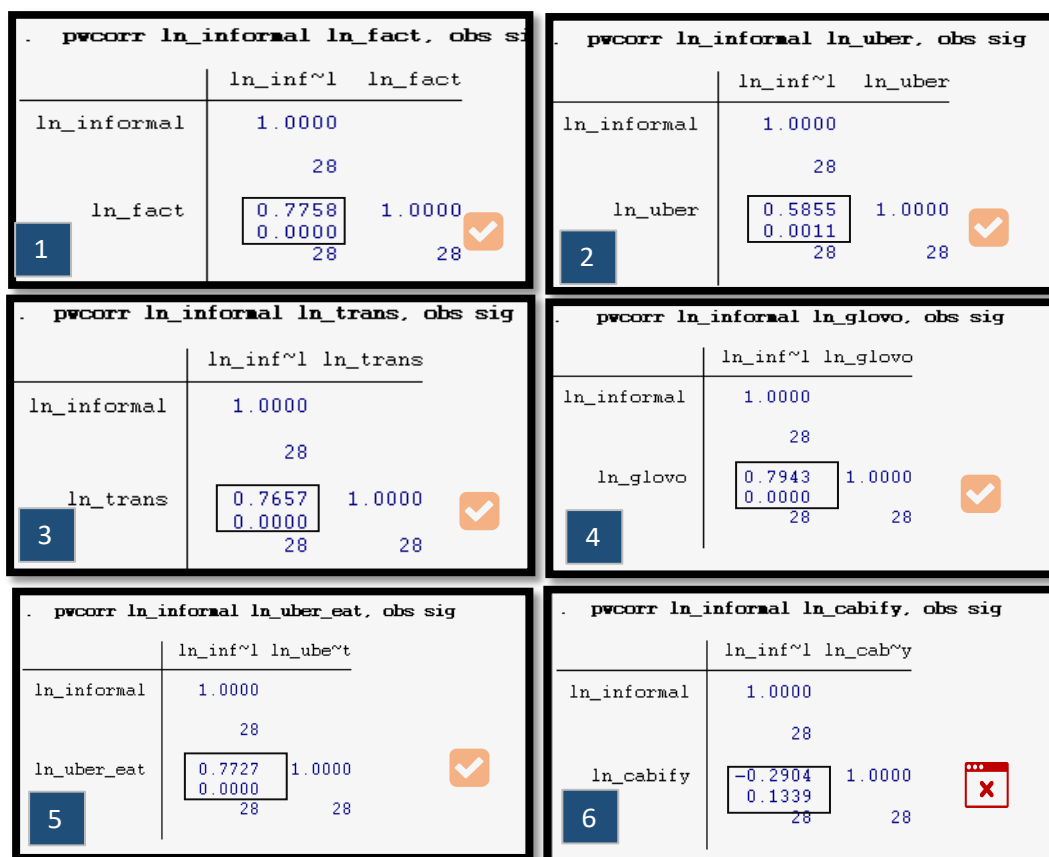 . pwcorr ln_informal ln_fact, obs si
ln_inf~l ln_fact
ln_informal 1.0000
28
ln_fact 0.7758 1.0000
0.0000
28 28
1
. pwcorr ln_informal ln_uber, obs sig
ln_inf~l ln_uber
ln_informal 1.0000
28
ln_uber 0.5855 1.0000
0.0011
28 28
2
. pwcorr ln_informal ln_trans, obs sig
ln_inf~l ln_trans
ln_informal 1.0000
28
ln_trans 0.7657 1.0000
0.0000
28 28
3
. pwcorr ln_informal ln_glovo, obs sig
ln_inf~l ln_glovo
ln_informal 1.0000
28
ln_glovo 0.7943 1.0000
0.0000
28 28
4
. pwcorr ln_informal ln_uber_eat, obs sig
ln_inf~l ln_ube~t
ln_informal 1.0000
28
ln_uber_eat 0.7727 1.0000
0.0000
28 28
5
. pwcorr ln_informal ln_cabify, obs sig
ln_inf~l ln_cab~y
ln_informal 1.0000
28
ln_cabify -0.2904 1.0000
0.1339
28 28
6